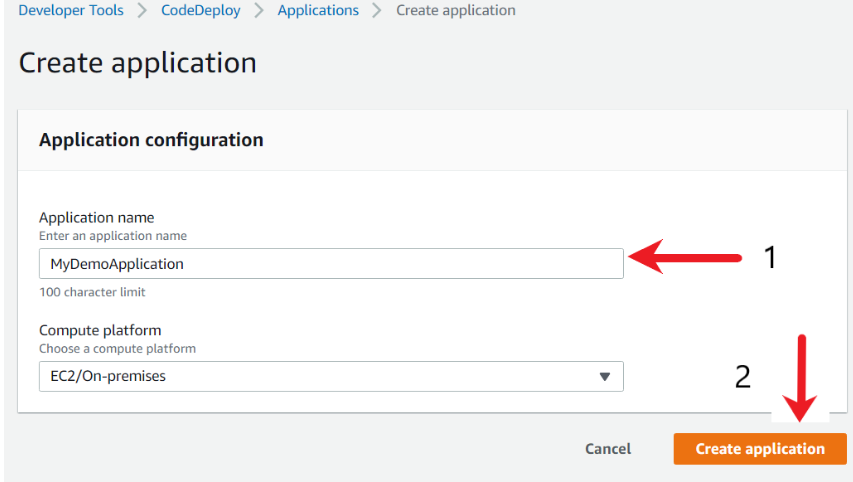 Developer Tools > CodeDeploy > Applications > Create application
Create application
Application configuration
Application name
Enter an application name
MyDemoApplication
1
100 character limit
Compute platform
Choose a compute platform
EC2/On-premises
2
Cancel
Create application